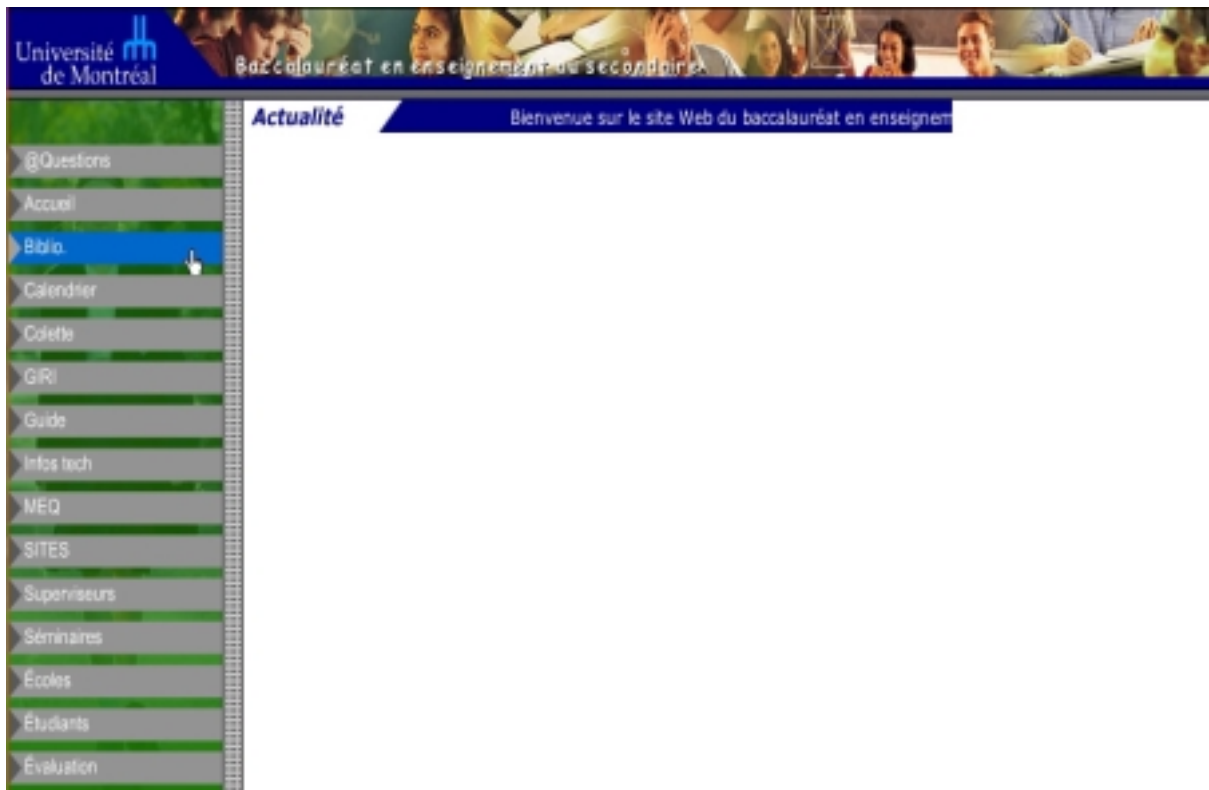 Université
de Montréal
Baccalauréat en enseignement au secondaire
Actualité
Bienvenue sur le site Web du baccalauréat en enseignem
@Questions
Accueil
Biblio.
Calendrier
Colette
GIRI
Guide
Infos tech
MEQ
SITES
Superviseurs
Séminaires
Écoles
Étudiants
Évaluation